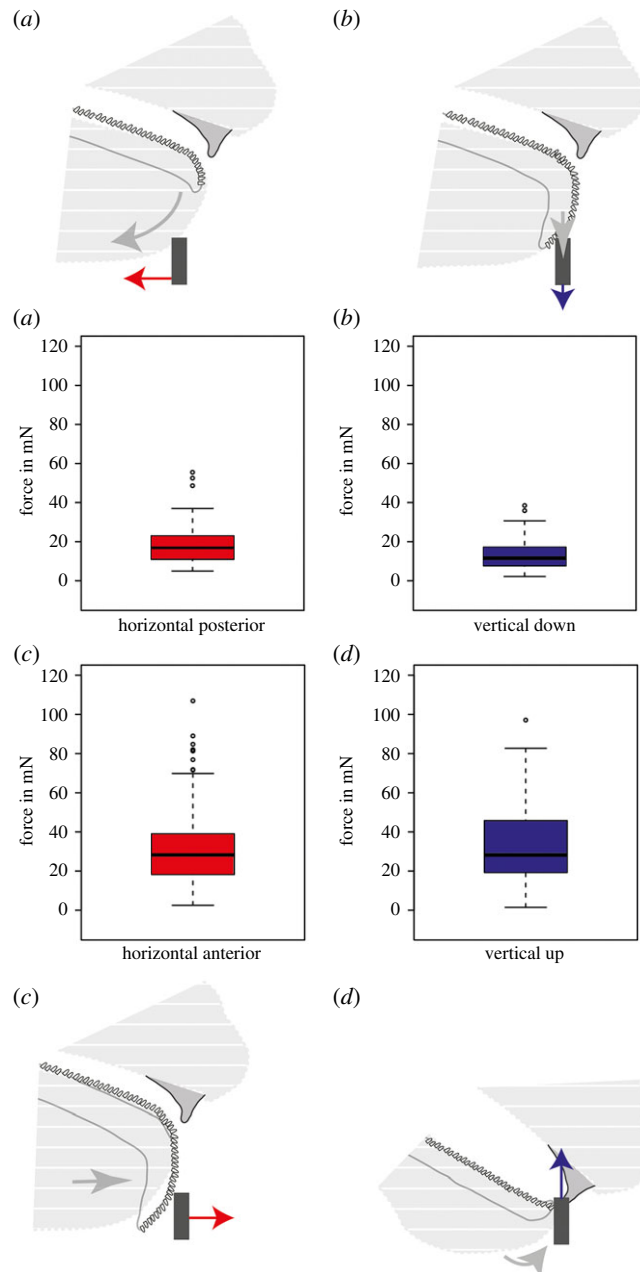 (a)
(b)
(a)
(b)
force in mN
120
100
80
60
40
20
0
horizontal posterior
force in mN
120
100
80
60
40
20
0
vertical down
(c)
(d)
force in mN
120
100
80
60
40
20
0
horizontal anterior
force in mN
120
100
80
60
40
20
0
vertical up
(c)
(d)